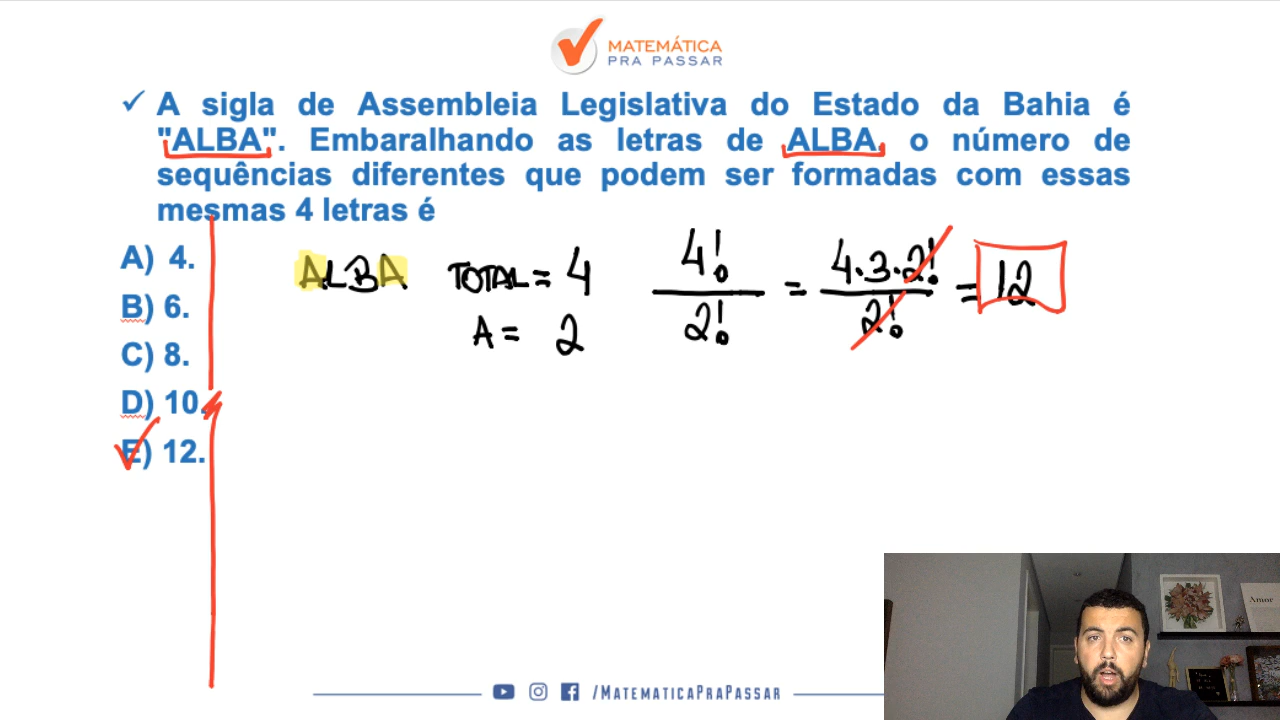 MATEMÁTICA
PRA PASSAR
✓ A sigla de Assembleia Legislativa do Estado da Bahia é
"ALBA". Embaralhando as letras de ALBA, o número de
sequências diferentes que podem ser formadas com essas
mesmas 4 letras é
A) 4.
B) 6.
C) 8.
D) 10.
E) 12.
ALBA TOTAL = 4
A = 2
4!/2! = 4·3·2!/2! = 12
Amor
/MatematicaPraPassar